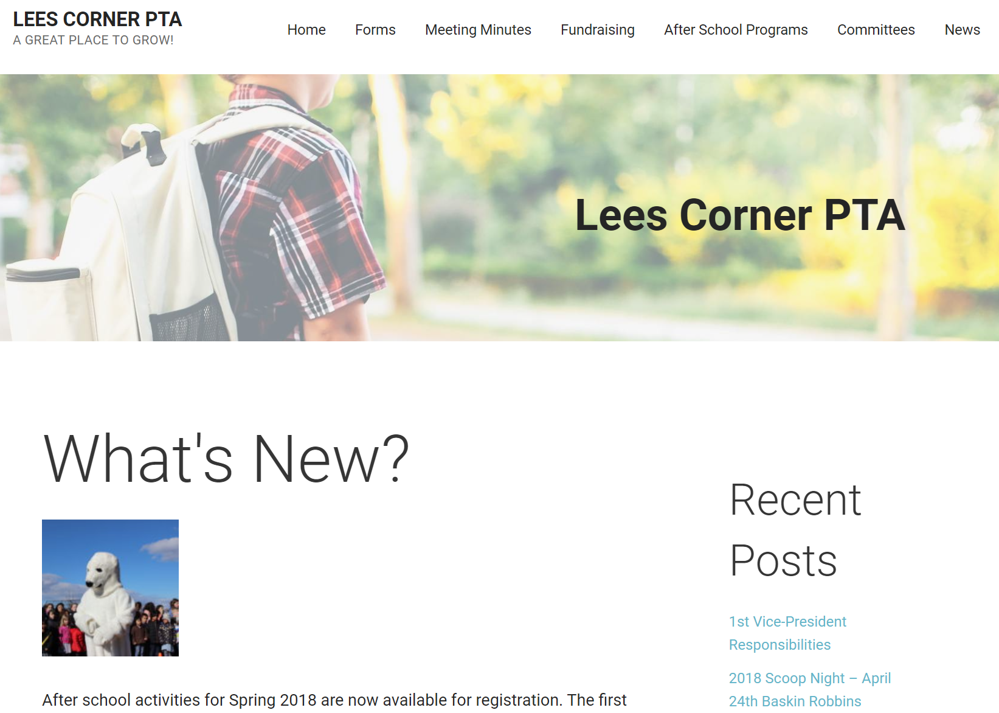 LEES CORNER PTA
A GREAT PLACE TO GROW!
Home Forms Meeting Minutes Fundraising After School Programs Committees News
Lees Corner PTA
What's New?
After school activities for Spring 2018 are now available for registration. The first
Recent
Posts
1st Vice-President
Responsibilities
2018 Scoop Night – April
24th Baskin Robbins